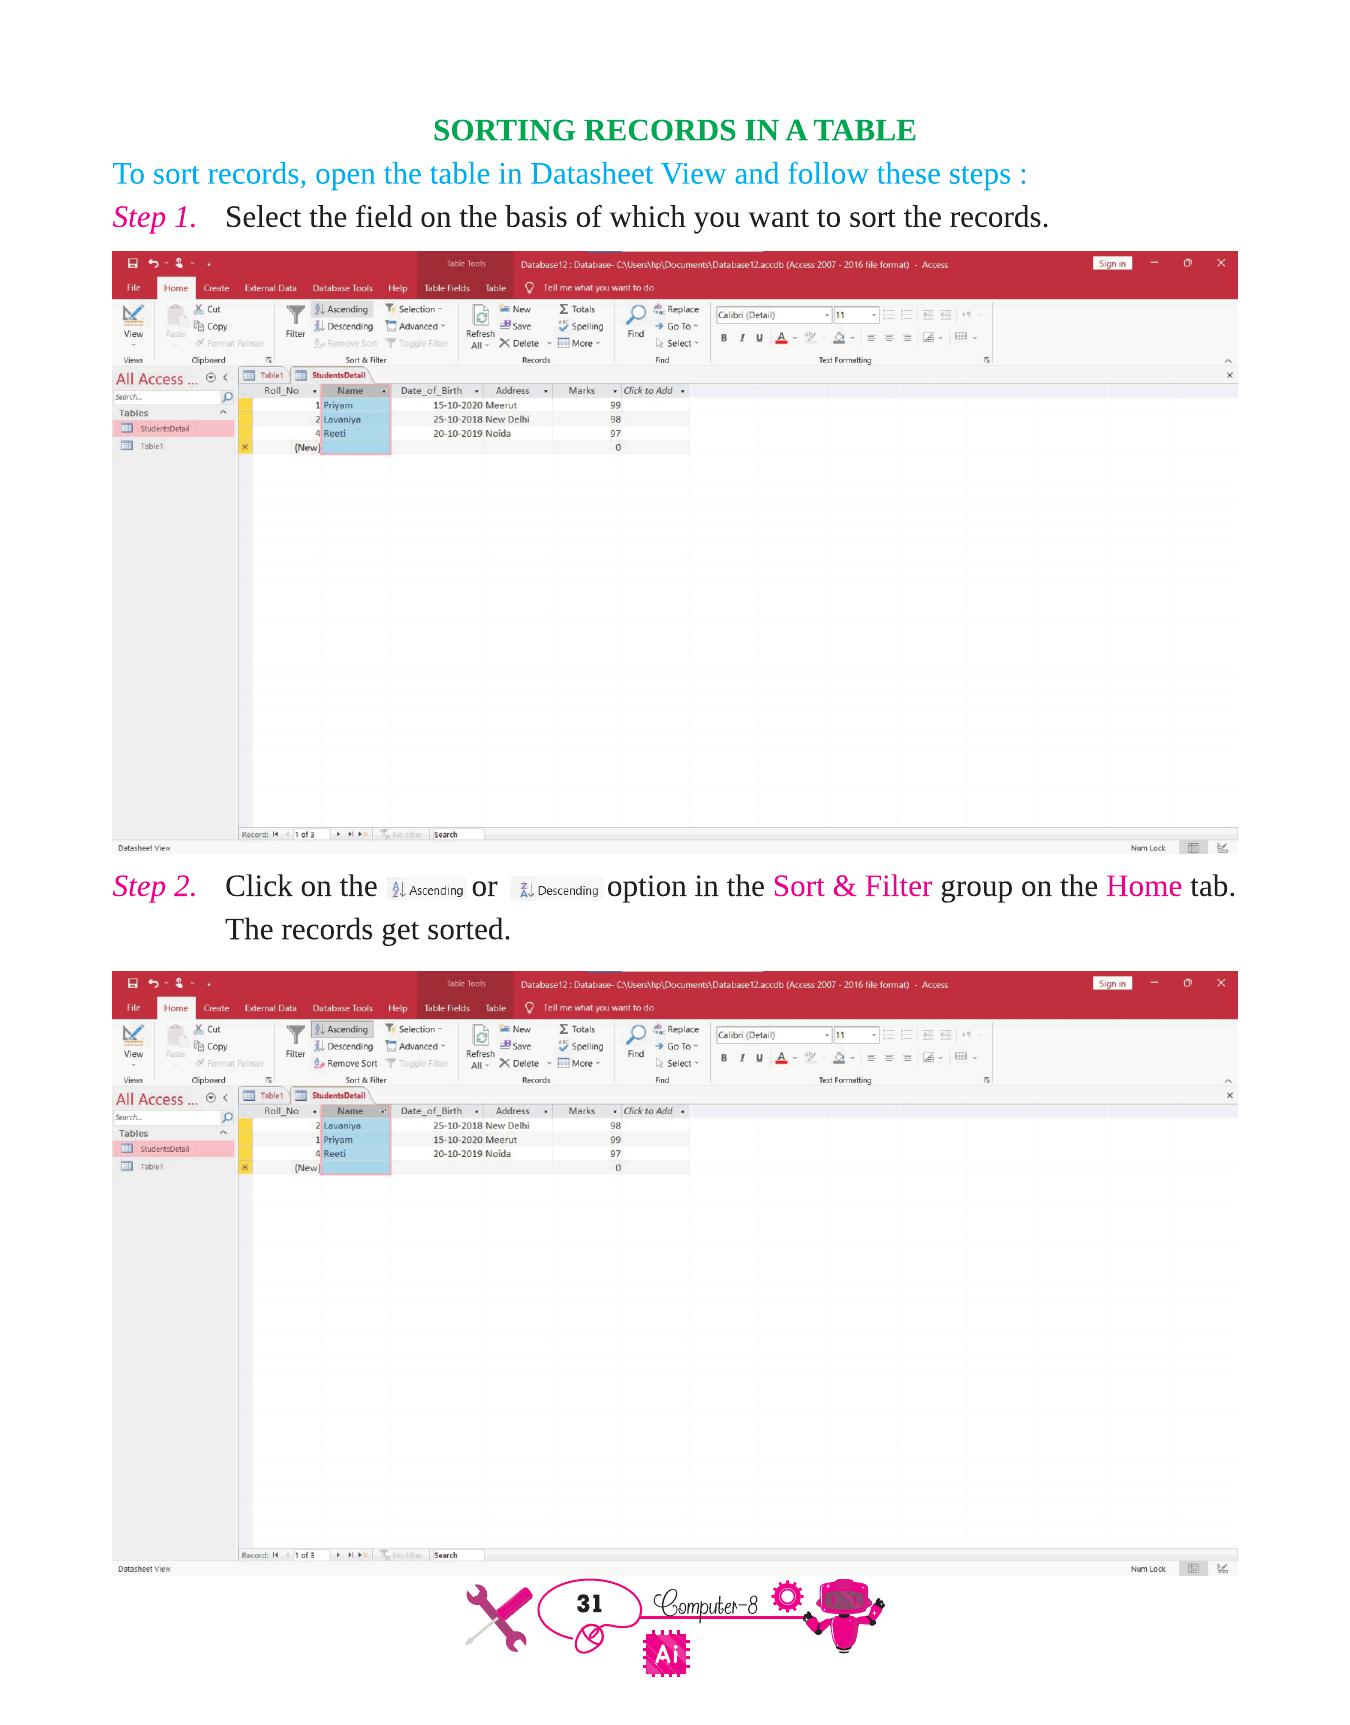 SORTING RECORDS IN A TABLE
To sort records, open the table in Datasheet View and follow these steps :
Step 1. Select the field on the basis of which you want to sort the records.
Table Tools Database12 : Database- C:\Users\hp\Documents\Database12.accdb (Access 2007 - 2016 file format) - Access Sign in
File Home Create External Data Database Tools Help Table Fields Table Tell me what you want to do
Cut Ascending Selection New Totals Replace Calibri (Detail) 11
View Paste Copy Filter Descending Advanced Refresh All Save Spelling Find Go To B I U A
Format Painter Remove Sort Toggle Filter Delete More Select
Views Clipboard Sort & Filter Records Find Text Formatting
All Access ... Table1 StudentsDetail
Search... Roll_No Name Date_of_Birth Address Marks Click to Add
Tables 1 Priyam 15-10-2020 Meerut 99
StudentsDetail 2 Lavaniya 25-10-2018 New Delhi 98
4 Reeti 20-10-2019 Noida 97
Table1 (New) 0
Record: 1 of 3 No Filter Search
Datasheet View Num Lock
Step 2. Click on the Ascending or Descending option in the Sort & Filter group on the Home tab.
The records get sorted.
Table Tools Database12 : Database- C:\Users\hp\Documents\Database12.accdb (Access 2007 - 2016 file format) - Access Sign in
File Home Create External Data Database Tools Help Table Fields Table Tell me what you want to do
Cut Ascending Selection New Totals Replace Calibri (Detail) 11
View Paste Copy Filter Descending Advanced Refresh All Save Spelling Find Go To B I U A
Format Painter Remove Sort Toggle Filter Delete More Select
Views Clipboard Sort & Filter Records Find Text Formatting
All Access ... Table1 StudentsDetail
Search... Roll_No Name Date_of_Birth Address Marks Click to Add
Tables 2 Lavaniya 25-10-2018 New Delhi 98
1 Priyam 15-10-2020 Meerut 99
StudentsDetail 4 Reeti 20-10-2019 Noida 97
Table1 (New) 0
Record: 1 of 3 No Filter Search
Datasheet View Num Lock
31 Computer-8
Ai